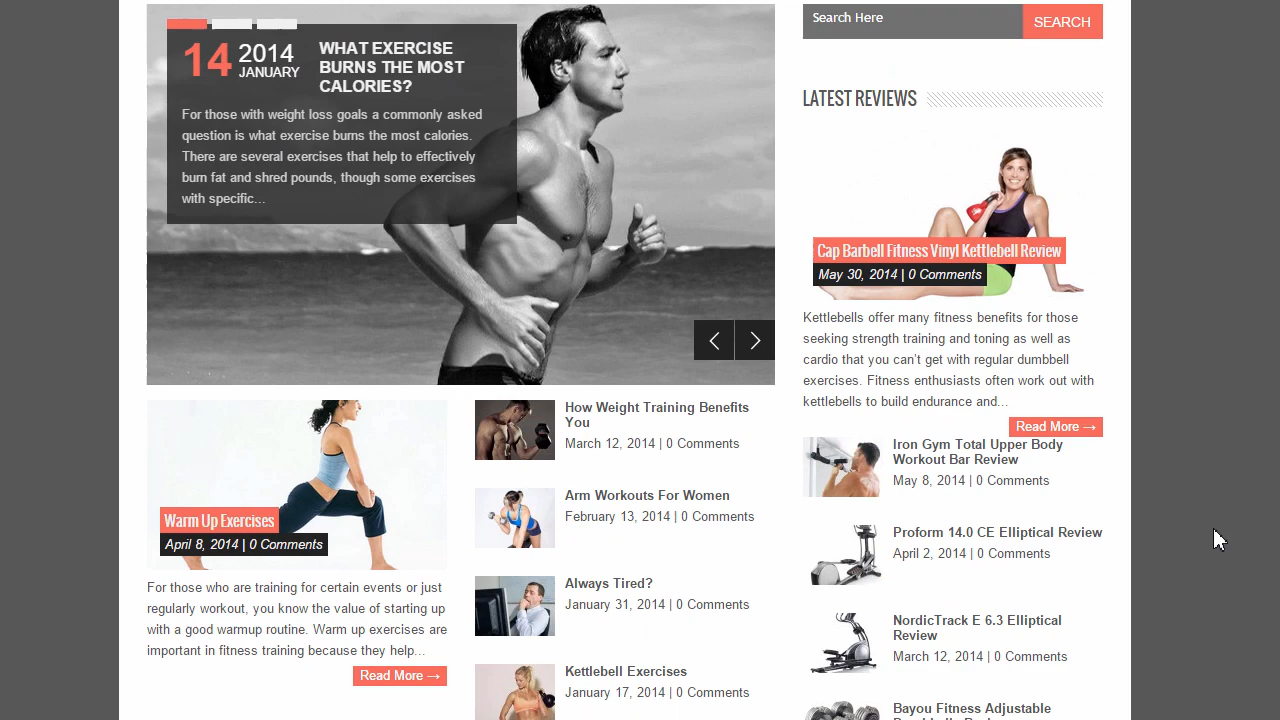 14
2014
JANUARY
WHAT EXERCISE
BURNS THE MOST
CALORIES?
For those with weight loss goals a commonly asked
question is what exercise burns the most calories.
There are several exercises that help to effectively
burn fat and shred pounds, though some exercises
with specific...
Warm Up Exercises
April 8, 2014 | 0 Comments
For those who are training for certain events or just
regularly workout, you know the value of starting up
with a good warmup routine. Warm up exercises are
important in fitness training because they help...
Read More →
How Weight Training Benefits
You
March 12, 2014 | 0 Comments
Arm Workouts For Women
February 13, 2014 | 0 Comments
Always Tired?
January 31, 2014 | 0 Comments
Kettlebell Exercises
January 17, 2014 | 0 Comments
Search Here
SEARCH
LATEST REVIEWS
Cap Barbell Fitness Vinyl Kettlebell Review
May 30, 2014 | 0 Comments
Kettlebells offer many fitness benefits for those
seeking strength training and toning as well as
cardio that you can't get with regular dumbbell
exercises. Fitness enthusiasts often work out with
kettlebells to build endurance and...
Read More →
Iron Gym Total Upper Body
Workout Bar Review
May 8, 2014 | 0 Comments
Proform 14.0 CE Elliptical Review
April 2, 2014 | 0 Comments
NordicTrack E 6.3 Elliptical
Review
March 12, 2014 | 0 Comments
Bayou Fitness Adjustable